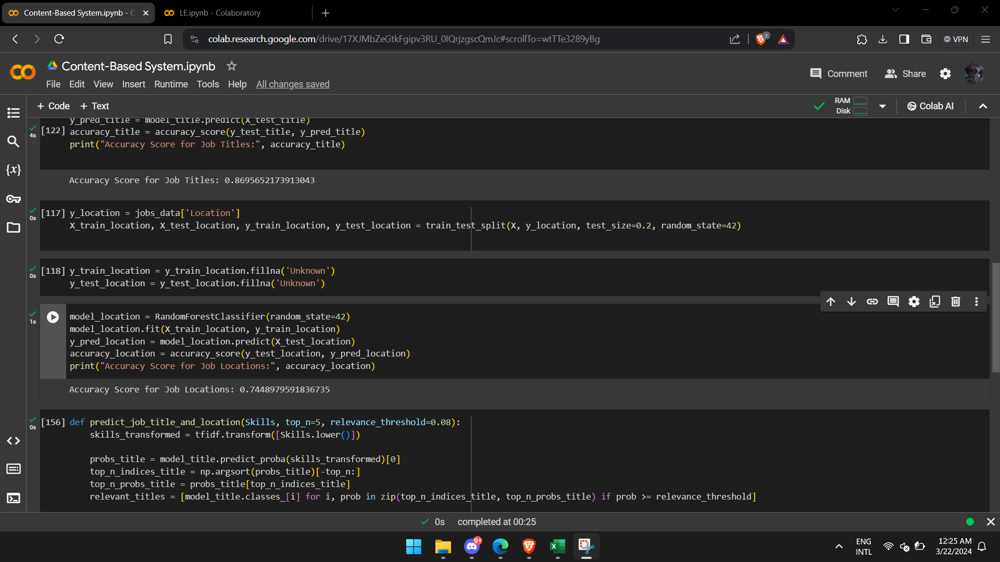 Content-Based System.ipynb - C
LE.ipynb - Colaboratory
colab.research.google.com/drive/17XJMbZeGtkFgipv3RU_0IQrjzgscQmJc#scrollTo=wtTTe3289yBg
2
VPN
Content-Based System.ipynb
File Edit View Insert Runtime Tools Help All changes saved
Comment
Share
+ Code + Text
RAM
Disk
Colab AI
y_pred_title = model_title.predict(X_test_title)
[122] accuracy_title = accuracy_score(y_test_title, y_pred_title)
4s
print("Accuracy Score for Job Titles:", accuracy_title)
Accuracy Score for Job Titles: 0.8695652173913043
[117] y_location = jobs_data['Location']
0s
X_train_location, X_test_location, y_train_location, y_test_location = train_test_split(X, y_location, test_size=0.2, random_state=42)
[118] y_train_location = y_train_location.fillna('Unknown')
0s
y_test_location = y_test_location.fillna('Unknown')
model_location = RandomForestClassifier(random_state=42)
1s
model_location.fit(X_train_location, y_train_location)
y_pred_location = model_location.predict(X_test_location)
accuracy_location = accuracy_score(y_test_location, y_pred_location)
print("Accuracy Score for Job Locations:", accuracy_location)
Accuracy Score for Job Locations: 0.7448979591836735
[156] def predict_job_title_and_location(Skills, top_n=5, relevance_threshold=0.08):
0s
skills_transformed = tfidf.transform([Skills.lower()])
probs_title = model_title.predict_proba(skills_transformed)[0]
top_n_indices_title = np.argsort(probs_title)[-top_n:]
top_n_probs_title = probs_title[top_n_indices_title]
relevant_titles = [model_title.classes_[i] for i, prob in zip(top_n_indices_title, top_n_probs_title) if prob >= relevance_threshold]
0s completed at 00:25
9+
ENG
INTL
12:25 AM
3/22/2024